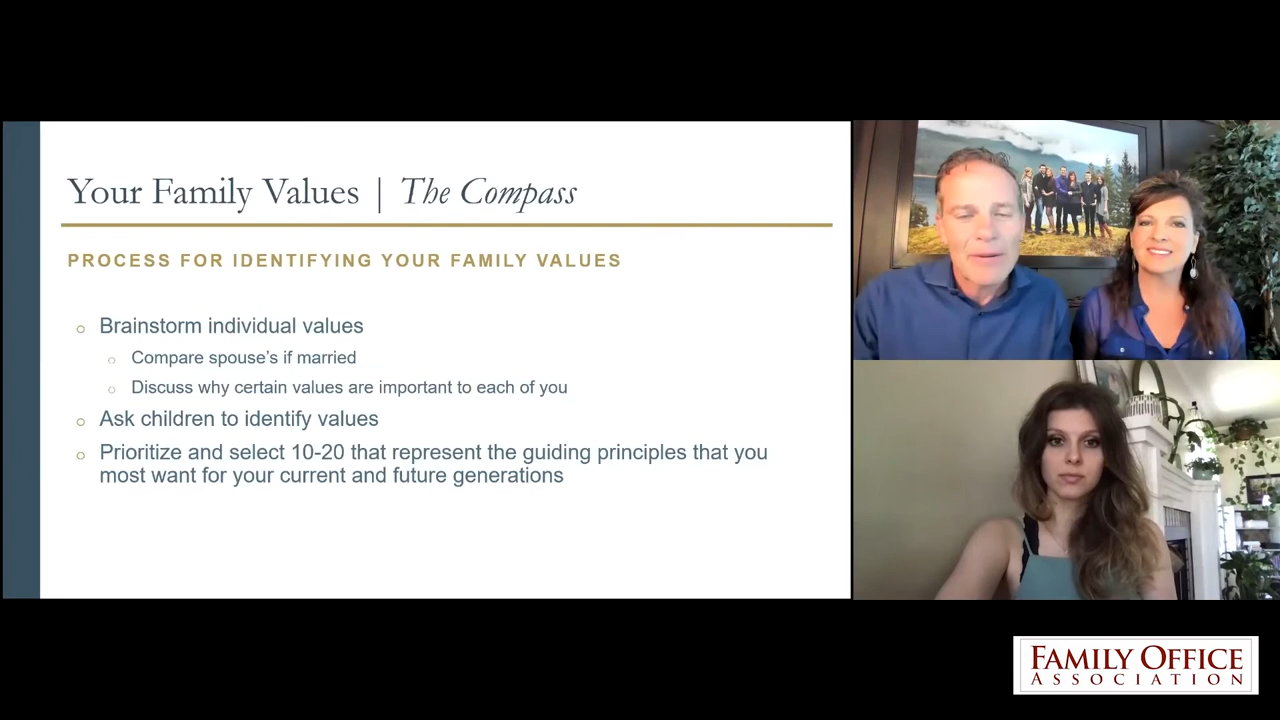 Your Family Values | The Compass
PROCESS FOR IDENTIFYING YOUR FAMILY VALUES
Brainstorm individual values
Compare spouse's if married
Discuss why certain values are important to each of you
Ask children to identify values
Prioritize and select 10-20 that represent the guiding principles that you
most want for your current and future generations
FAMILY OFFICE
ASSOCIATION